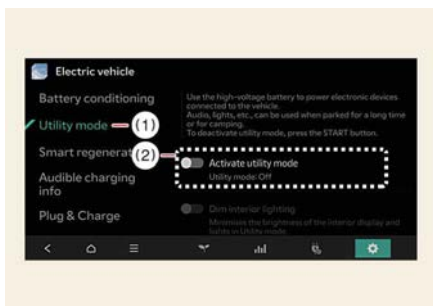 Electric vehicle
Battery conditioning
Utility mode
(1)
Smart regenerat
(2)
Audible charging
info
Plug & Charge
Use the high-voltage battery to power electronic devices
connected to the vehicle.
Audio, lights, etc., can be used when parked for a long time
or for camping.
To deactivate utility mode, press the START button.
Activate utility mode
Utility mode: Off
Dim interior lighting
Minimise the brightness of the interior display and
lights in Utility mode.